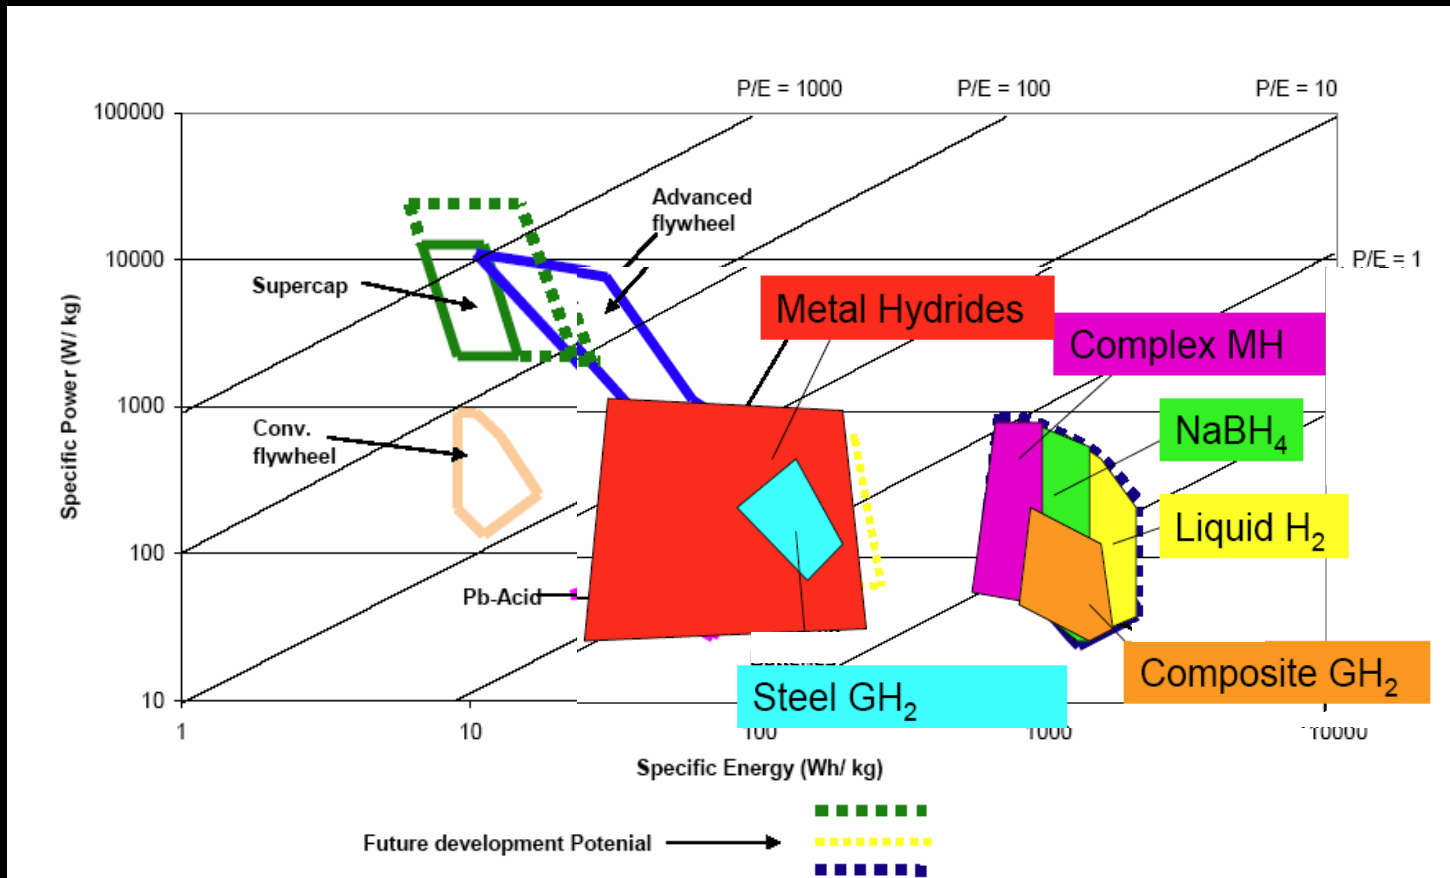 P/E = 1000
P/E = 100
P/E = 10
100000
Advanced
flywheel
10000
P/E = 1
Supercap
Metal Hydrides
Complex MH
Specific Power (W/ kg)
1000
Conv.
flywheel
NaBH4
Liquid H2
100
Pb-Acid
Composite GH2
Steel GH2
10
1
10
100
1000
10000
Specific Energy (Wh/ kg)
Future development Potenial